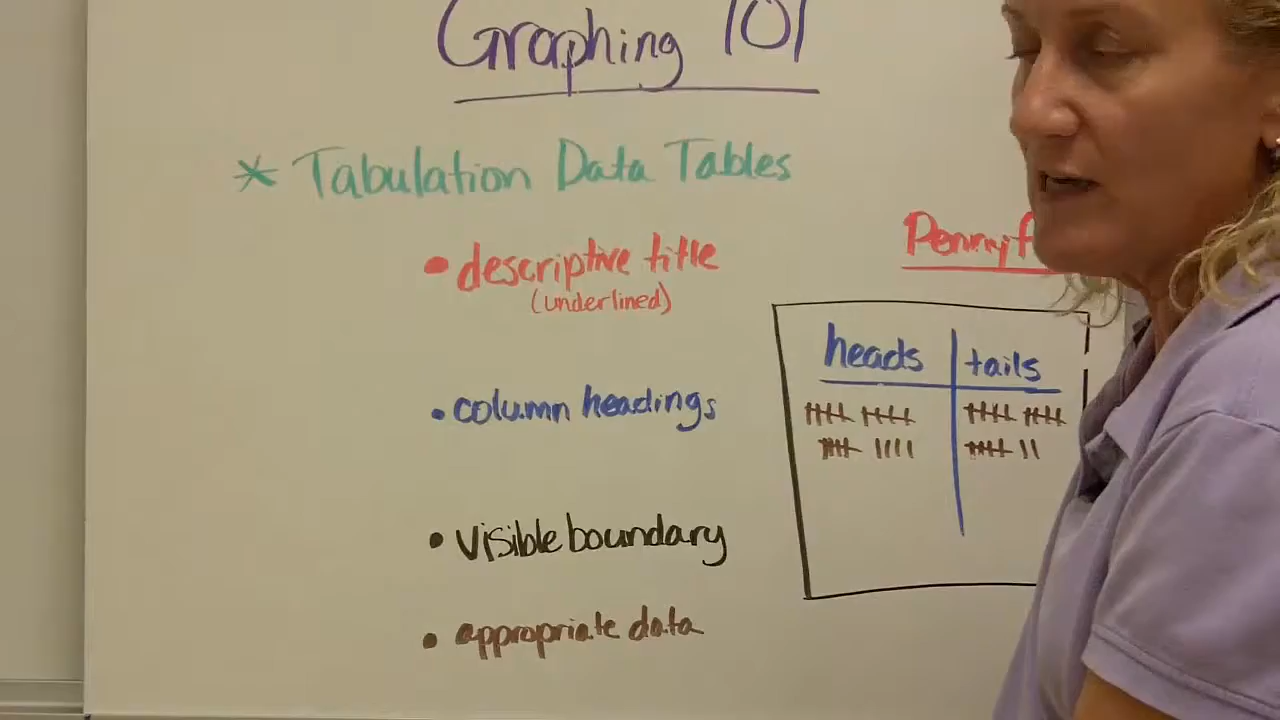 Graphing 101
* Tabulation Data Tables
• descriptive title
(underlined)
• column headings
• visible boundary
• appropriate data
heads tails